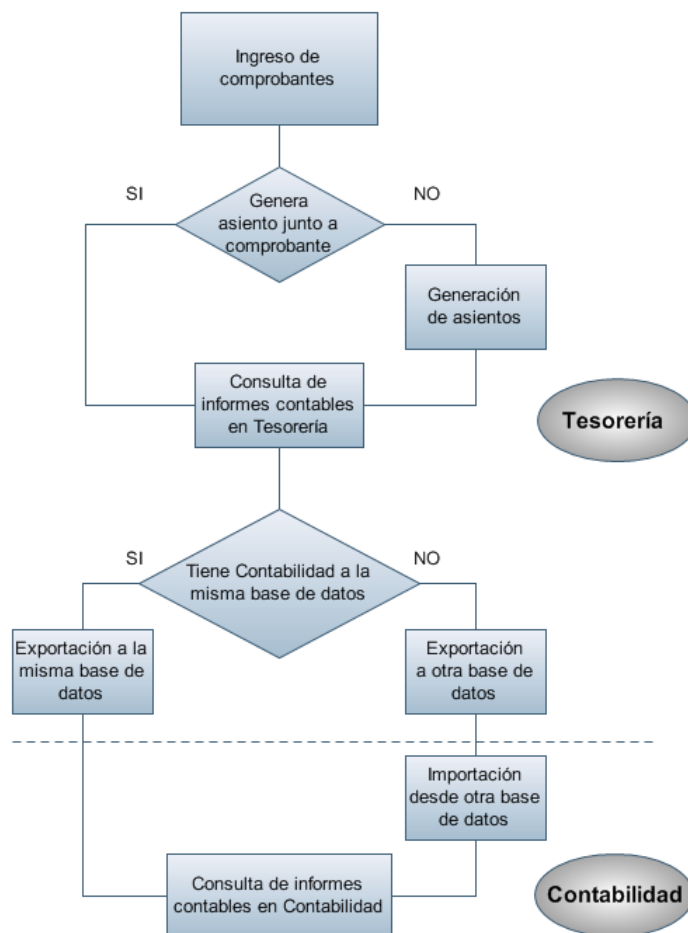 Ingreso de
comprobantes
SI
NO
Genera
asiento junto a
comprobante
Generación
de asientos
Consulta de
informes contables
en Tesorería
Tesorería
SI
NO
Tiene Contabilidad a la
misma base de datos
Exportación a la
misma base de
datos
Exportación
a otra base de
datos
Importación
desde otra base
de datos
Consulta de informes
contables en Contabilidad
Contabilidad